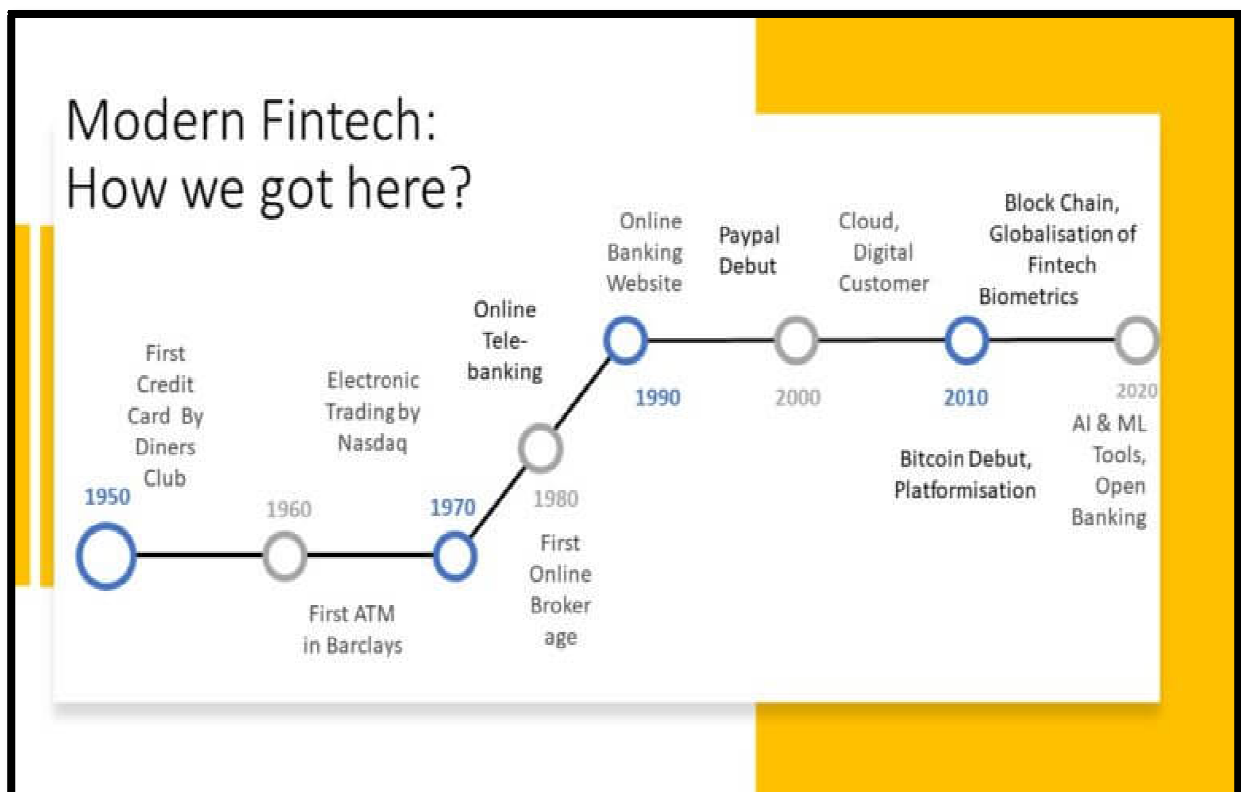 Modern Fintech:
How we got here?
First
Credit
Card By
Diners
Club
1950
1960
Electronic
Trading by
Nasdaq
First ATM
in Barclays
1970
Online
Tele-
banking
1980
First
Online
Broker
age
Online
Banking
Website
1990
Paypal
Debut
2000
Cloud,
Digital
Customer
2010
Bitcoin Debut,
Platformisation
Block Chain,
Globalisation of
Fintech
Biometrics
2020
AI & ML
Tools,
Open
Banking